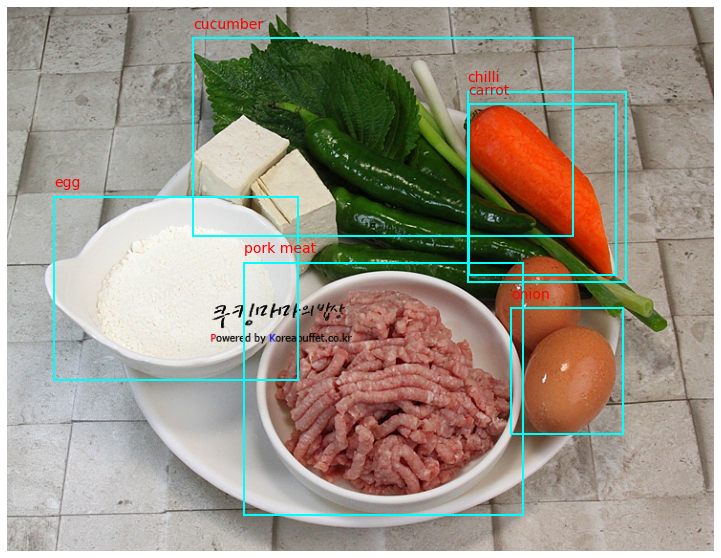 cucumber
chilli
carrot
egg
pork meat
onion
쿠킹마마의밥상
Powered by Koreabuffet.co.kr